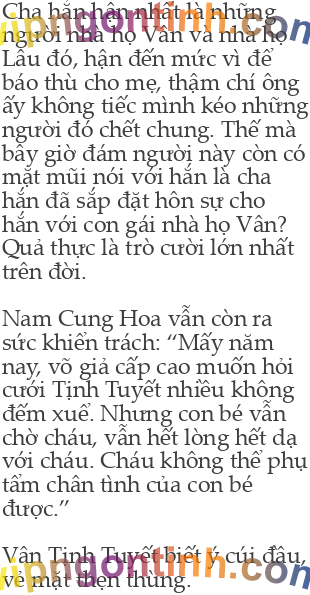 Cha hắn hận nhất là những
người nhà họ Vân và nhà họ
Lâu đó, hận đến mức vì để
báo thù cho mẹ, thậm chí ông
ấy không tiếc mình kéo những
người đó chết chung. Thế mà
bây giờ đám người này còn có
mặt mũi nói với hắn là cha
hắn đã sắp đặt hôn sự cho
hắn với con gái nhà họ Vân?
Quả thực là trò cười lớn nhất
trên đời.
Nam Cung Hoa vẫn còn ra
sức khiển trách: “Mấy năm
nay, võ giả cấp cao muốn hỏi
cưới Tịnh Tuyết nhiều không
đếm xuể. Nhưng con bé vẫn
chờ cháu, vẫn hết lòng hết dạ
với cháu. Cháu không thể phụ
tấm chân tình của con bé
được.”
Vân Tịnh Tuyết biết ý cúi đầu,
vẻ mặt thẹn thùng.
vipngontinh.com
vipngontinh.com